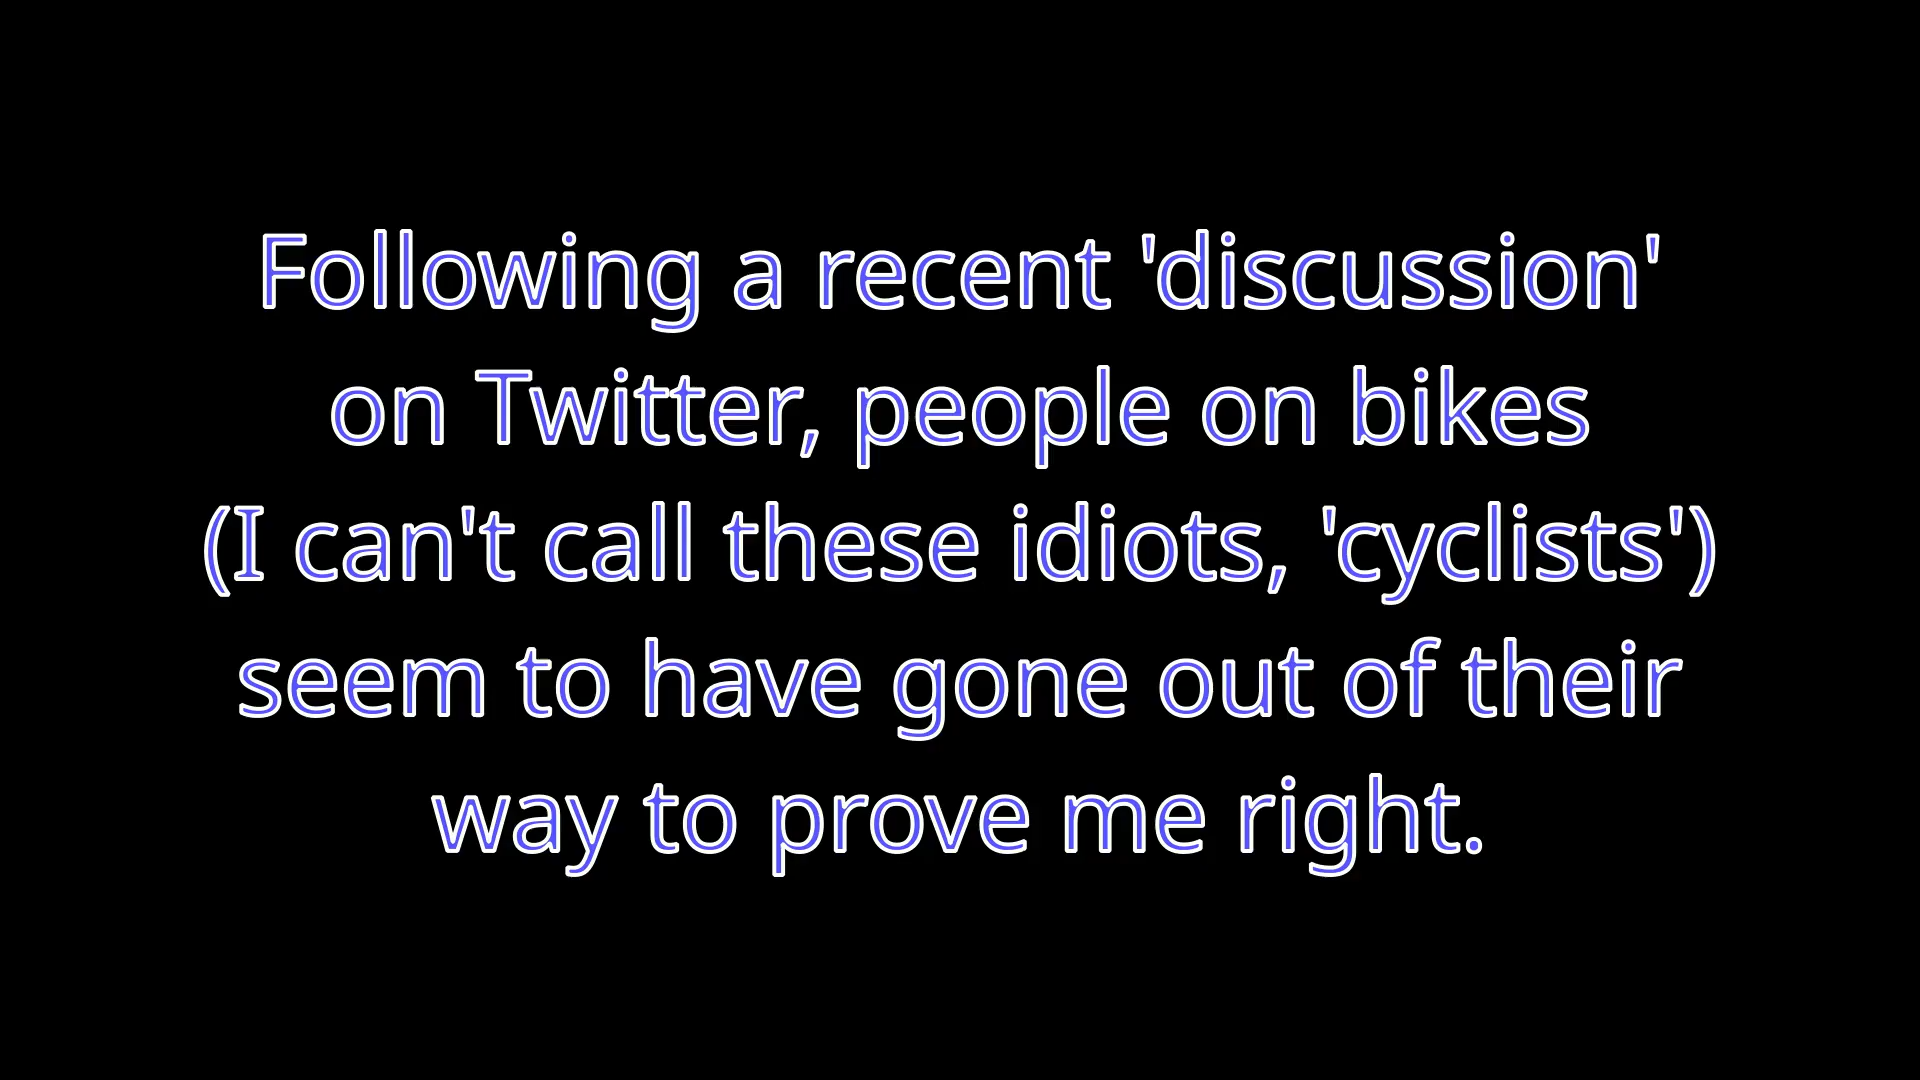 Following a recent 'discussion'
on Twitter, people on bikes
(I can't call these idiots, 'cyclists')
seem to have gone out of their
way to prove me right.